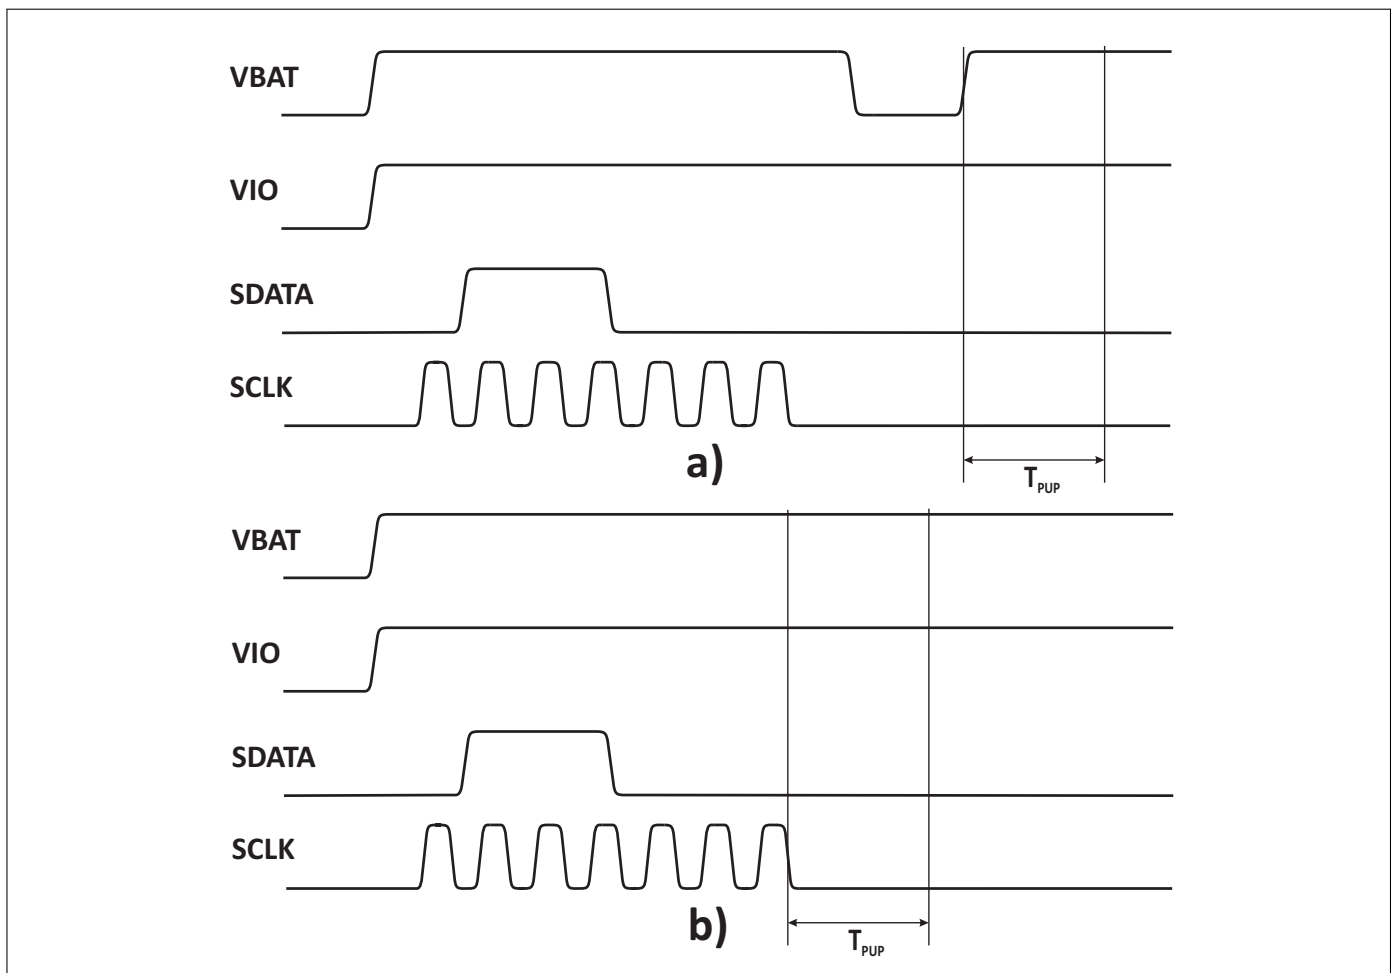 VBAT
VIO
SDATA
SCLK
a)
TPUP
VBAT
VIO
SDATA
SCLK
b)
TPUP